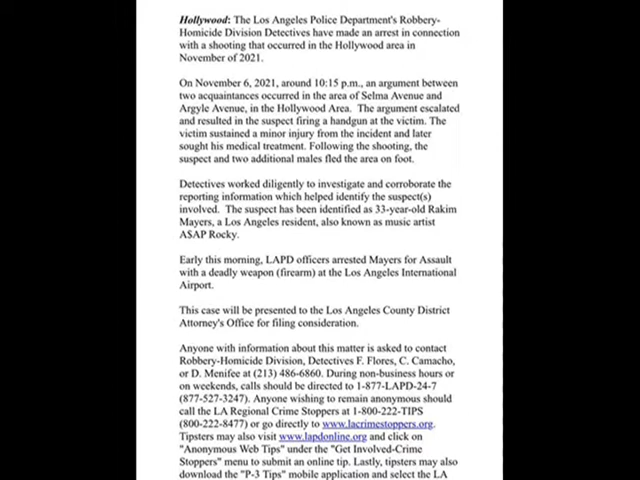 Hollywood: The Los Angeles Police Department's Robbery-
Homicide Division Detectives have made an arrest in connection
with a shooting that occurred in the Hollywood area in
November of 2021.
On November 6, 2021, around 10:15 p.m., an argument between
two acquaintances occurred in the area of Selma Avenue and
Argyle Avenue, in the Hollywood Area. The argument escalated
and resulted in the suspect firing a handgun at the victim. The
victim sustained a minor injury from the incident and later
sought his medical treatment. Following the shooting, the
suspect and two additional males fled the area on foot.
Detectives worked diligently to investigate and corroborate the
reporting information which helped identify the suspect(s)
involved. The suspect has been identified as 33-year-old Rakim
Mayers, a Los Angeles resident, also known as music artist
A$AP Rocky.
Early this morning, LAPD officers arrested Mayers for Assault
with a deadly weapon (firearm) at the Los Angeles International
Airport.
This case will be presented to the Los Angeles County District
Attorney's Office for filing consideration.
Anyone with information about this matter is asked to contact
Robbery-Homicide Division, Detectives F. Flores, C. Camacho,
or D. Menifee at (213) 486-6860. During non-business hours or
on weekends, calls should be directed to 1-877-LAPD-24-7
(877-527-3247). Anyone wishing to remain anonymous should
call the LA Regional Crime Stoppers at 1-800-222-TIPS
(800-222-8477) or go directly to www.lacrimestoppers.org.
Tipsters may also visit www.lapdonline.org and click on
"Anonymous Web Tips" under the "Get Involved-Crime
Stoppers" menu to submit an online tip. Lastly, tipsters may also
download the "P-3 Tips" mobile application and select the LA